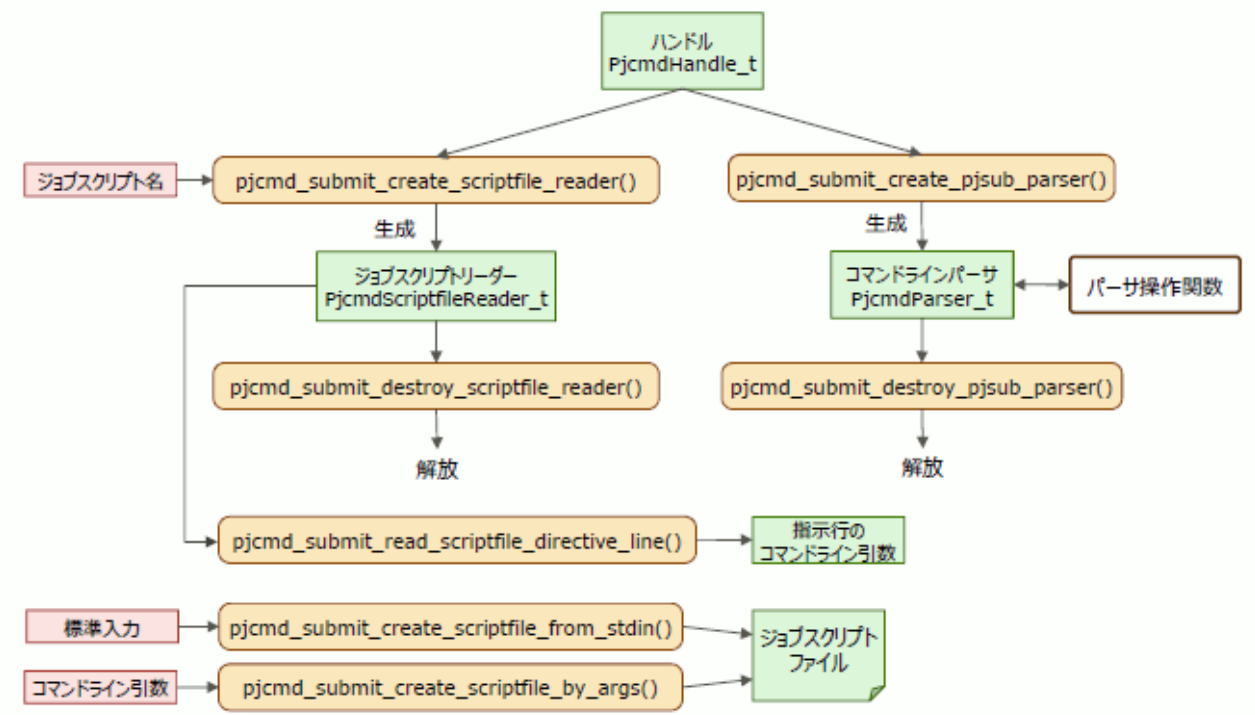 ハンドル
PjcmdHandle_t
ジョブスクリプト名
pjcmd_submit_create_scriptfile_reader()
pjcmd_submit_create_pjsub_parser()
生成
生成
ジョブスクリプトリーダー
PjcmdScriptfileReader_t
コマンドラインパーサ
PjcmdParser_t
パーサ操作関数
pjcmd_submit_destroy_scriptfile_reader()
pjcmd_submit_destroy_pjsub_parser()
解放
解放
pjcmd_submit_read_scriptfile_directive_line()
指示行の
コマンドライン引数
標準入力
pjcmd_submit_create_scriptfile_from_stdin()
ジョブスクリプト
ファイル
コマンドライン引数
pjcmd_submit_create_scriptfile_by_args()